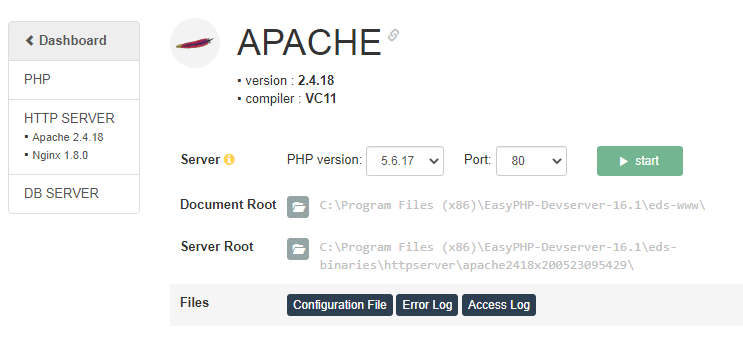 Dashboard
PHP
HTTP SERVER
▪ Apache 2.4.18
▪ Nginx 1.8.0
DB SERVER
APACHE
▪ version : 2.4.18
▪ compiler : VC11
Server PHP version: 5.6.17 Port: 80 start
Document Root C:\Program Files (x86)\EasyPHP-Devserver-16.1\eds-www\
Server Root C:\Program Files (x86)\EasyPHP-Devserver-16.1\eds-
binaries\httpserver\apache2418x200523095429\
Files Configuration File Error Log Access Log